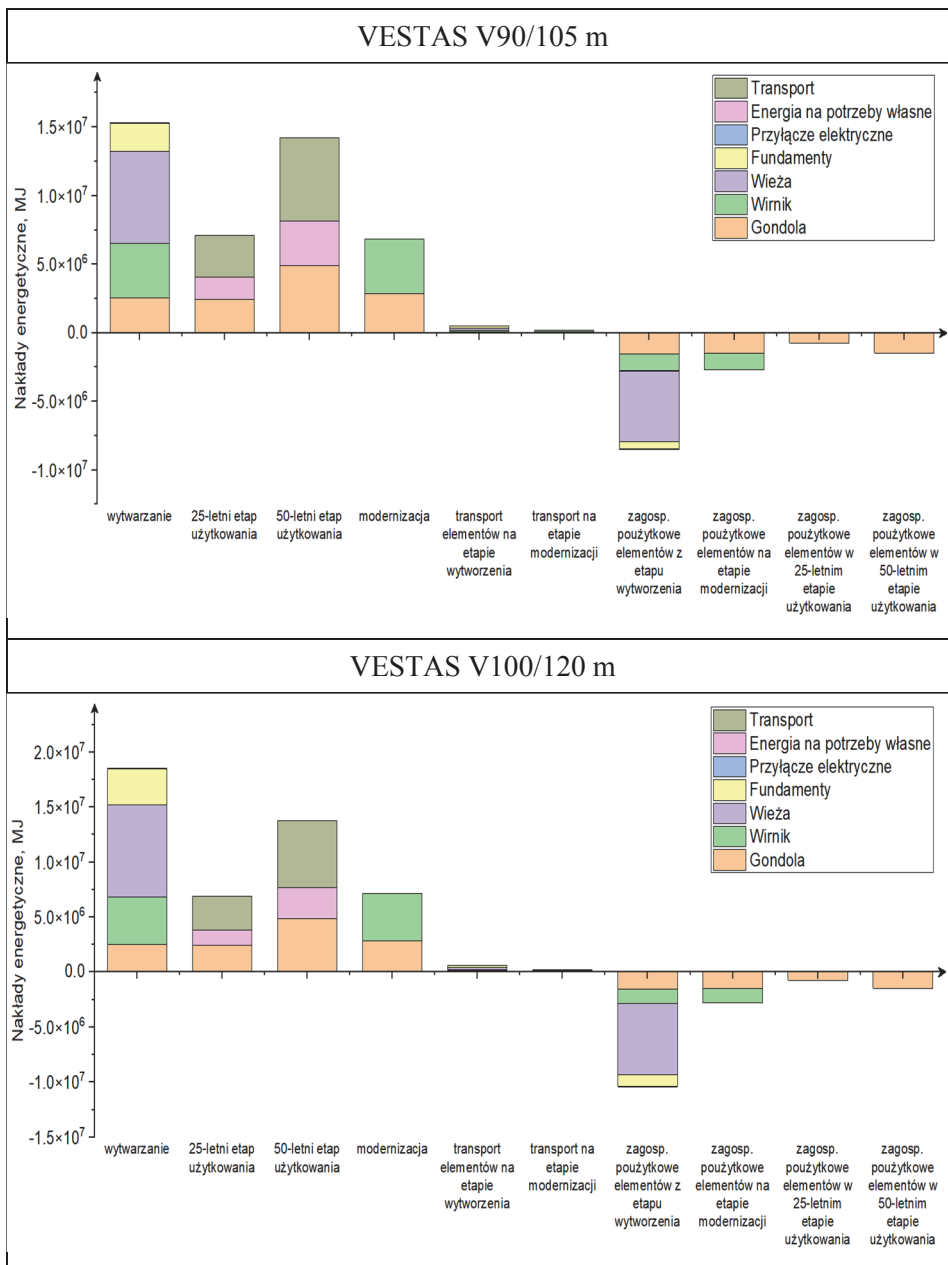 VESTAS V90/105 m
Nakłady energetyczne, MJ
1.5×10⁷
1.0×10⁷
5.0×10⁶
0.0
-5.0×10⁶
-1.0×10⁷
Transport
Energia na potrzeby własne
Przyłącze elektryczne
Fundamenty
Wieża
Wirnik
Gondola
wytwarzanie
25-letni etap
użytkowania
50-letni etap
użytkowania
modernizacja
transport
elementów na
etapie
wytworzenia
transport na
etapie
modernizacji
zagosp.
poużytkowe
elementów z
etapu
wytworzenia
zagosp.
poużytkowe
elementów na
etapie
modernizacji
zagosp.
poużytkowe
elementów w
25-letnim
etapie
użytkowania
zagosp.
poużytkowe
elementów w
50-letnim
etapie
użytkowania
VESTAS V100/120 m
Nakłady energetyczne, MJ
2.0×10⁷
1.5×10⁷
1.0×10⁷
5.0×10⁶
0.0
-5.0×10⁶
-1.0×10⁷
-1.5×10⁷
Transport
Energia na potrzeby własne
Przyłącze elektryczne
Fundamenty
Wieża
Wirnik
Gondola
wytwarzanie
25-letni etap
użytkowania
50-letni etap
użytkowania
modernizacja
transport
elementów na
etapie
wytworzenia
transport na
etapie
modernizacji
zagosp.
poużytkowe
elementów z
etapu
wytworzenia
zagosp.
poużytkowe
elementów na
etapie
modernizacji
zagosp.
poużytkowe
elementów w
25-letnim
etapie
użytkowania
zagosp.
poużytkowe
elementów w
50-letnim
etapie
użytkowania